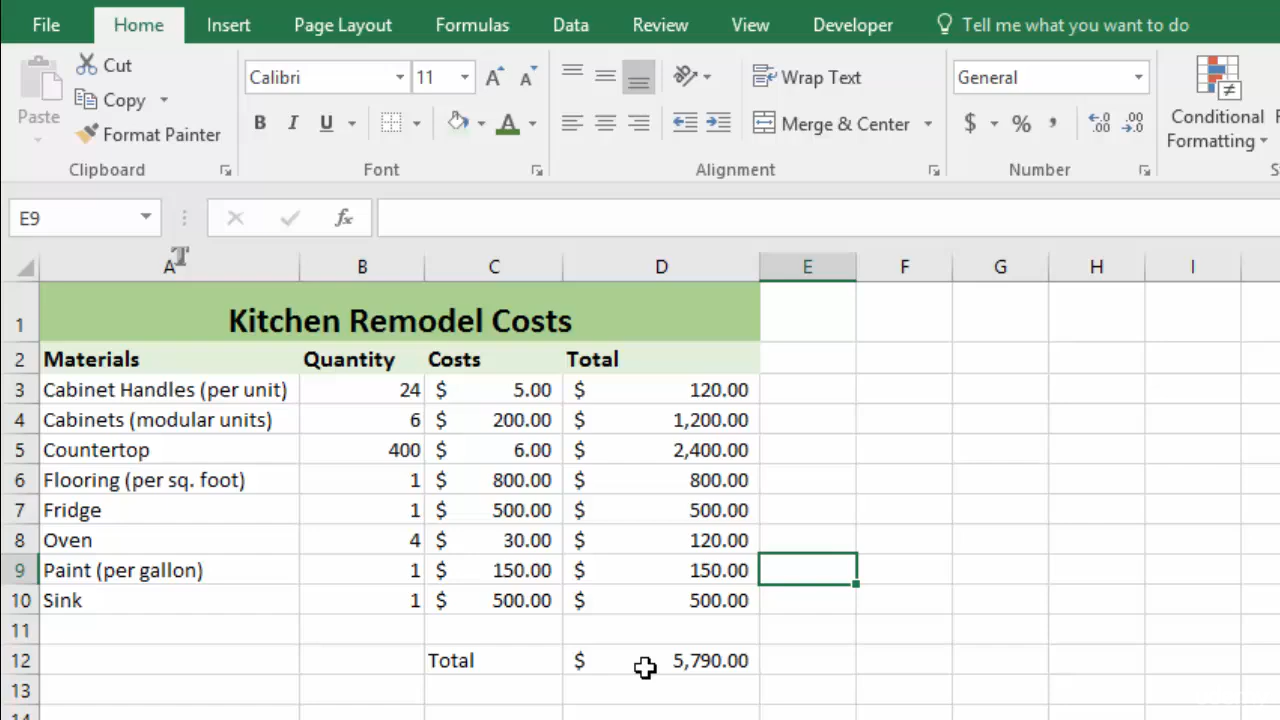 File Home Insert Page Layout Formulas Data Review View Developer Tell me what you want to do
Paste
Cut
Copy
Format Painter
Clipboard
Calibri 11 A A
B I U A
Font
Wrap Text
Merge & Center
Alignment
General
$ % , .0 .00 .00 .0
Number
Conditional
Formatting
E9 fx
A B C D E F G H I
1 Kitchen Remodel Costs
2 Materials Quantity Costs Total
3 Cabinet Handles (per unit) 24 $ 5.00 $ 120.00
4 Cabinets (modular units) 6 $ 200.00 $ 1,200.00
5 Countertop 400 $ 6.00 $ 2,400.00
6 Flooring (per sq. foot) 1 $ 800.00 $ 800.00
7 Fridge 1 $ 500.00 $ 500.00
8 Oven 4 $ 30.00 $ 120.00
9 Paint (per gallon) 1 $ 150.00 $ 150.00
10 Sink 1 $ 500.00 $ 500.00
11
12 Total $ 5,790.00
13
14